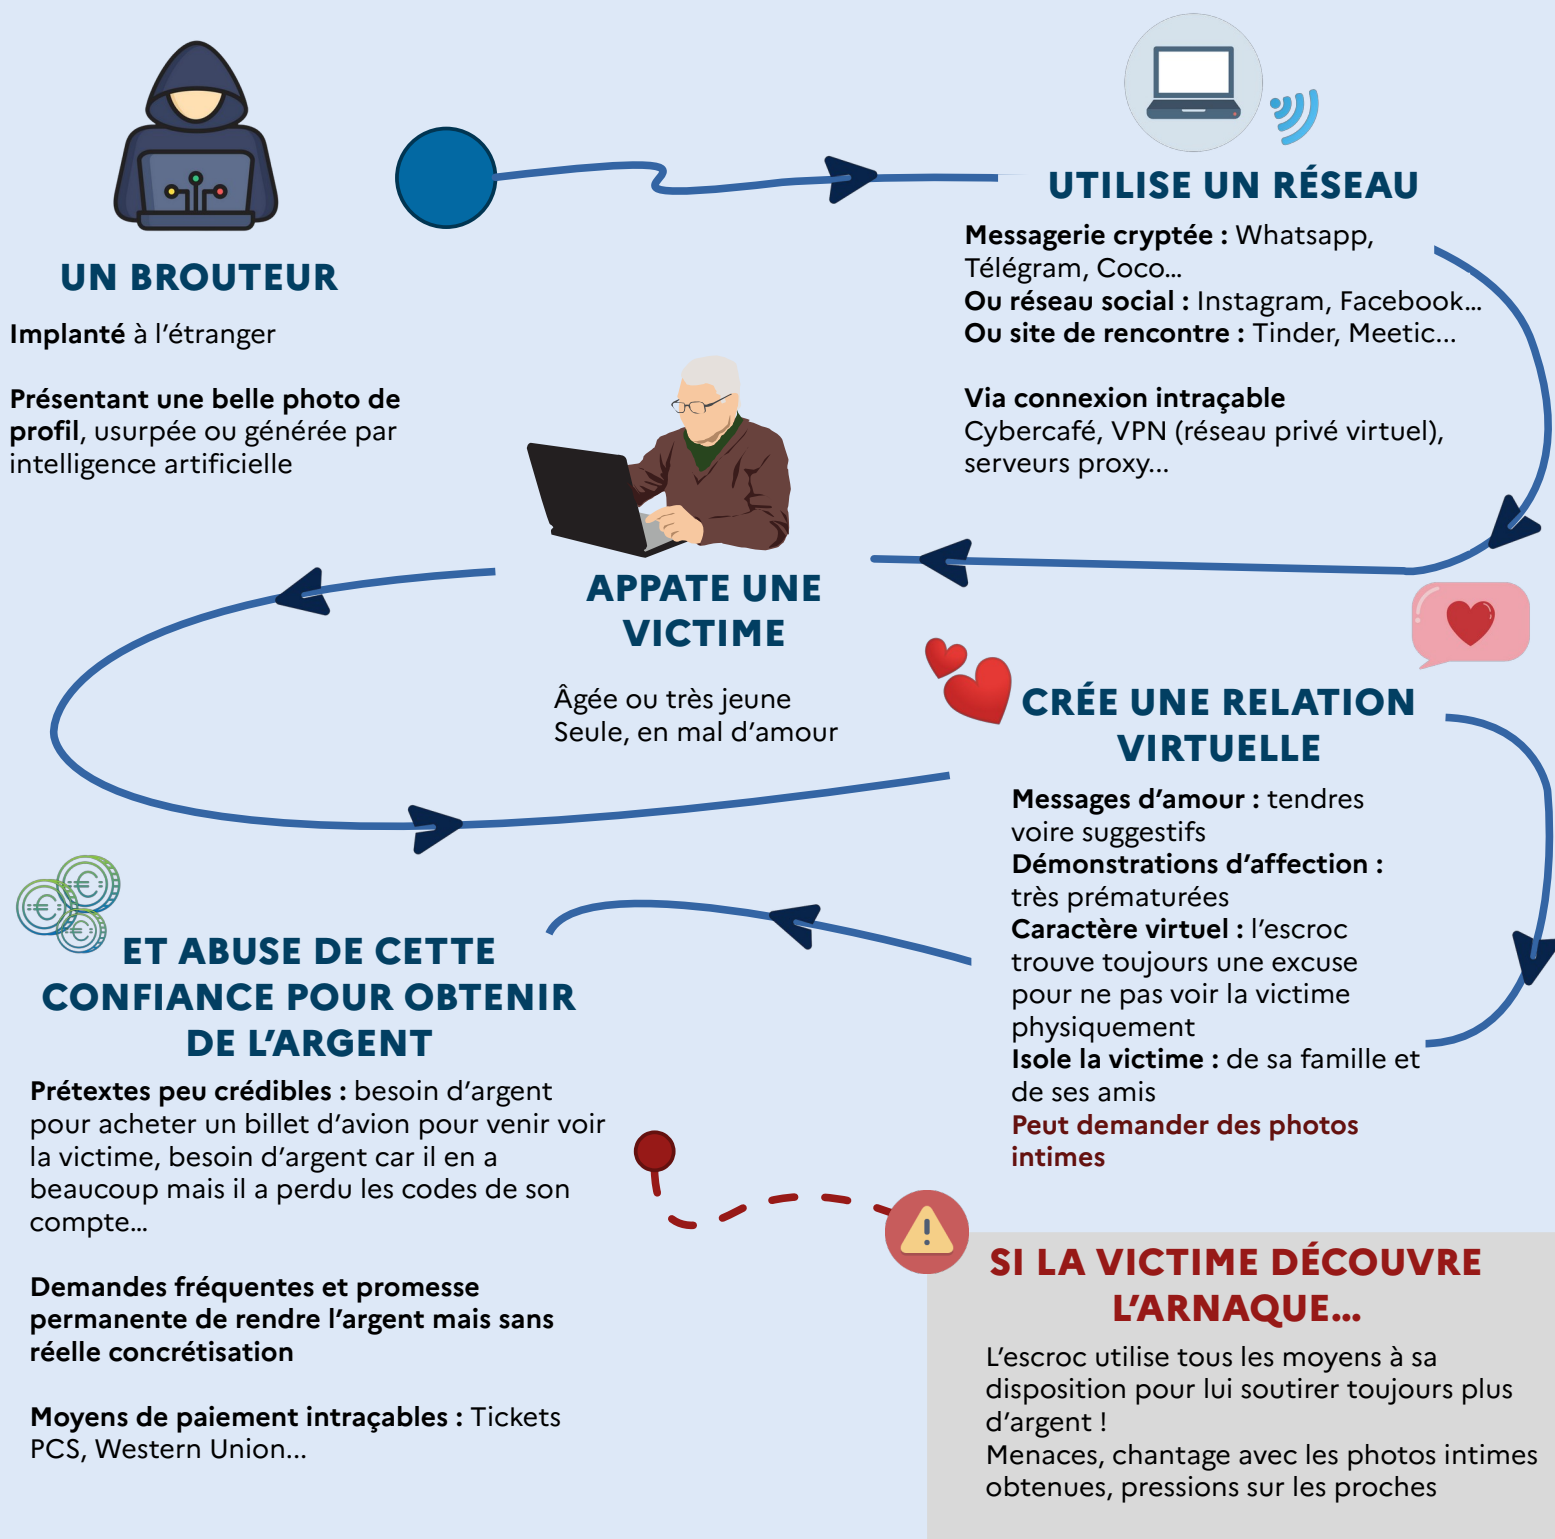 UN BROUTEUR
Implanté à l'étranger
Présentant une belle photo de
profil, usurpée ou générée par
intelligence artificielle
UTILISE UN RÉSEAU
Messagerie cryptée : Whatsapp,
Télégram, Coco...
Ou réseau social : Instagram, Facebook...
Ou site de rencontre : Tinder, Meetic...
Via connexion intraçable
Cybercafé, VPN (réseau privé virtuel),
serveurs proxy...
APPATE UNE
VICTIME
Âgée ou très jeune
Seule, en mal d'amour
CRÉE UNE RELATION
VIRTUELLE
Messages d'amour : tendres
voire suggestifs
Démonstrations d'affection :
très prématurées
Caractère virtuel : l'escroc
trouve toujours une excuse
pour ne pas voir la victime
physiquement
Isole la victime : de sa famille et
de ses amis
Peut demander des photos
intimes
ET ABUSE DE CETTE
CONFIANCE POUR OBTENIR
DE L'ARGENT
Prétextes peu crédibles : besoin d'argent
pour acheter un billet d'avion pour venir voir
la victime, besoin d'argent car il en a
beaucoup mais il a perdu les codes de son
compte...
Demandes fréquentes et promesse
permanente de rendre l'argent mais sans
réelle concrétisation
Moyens de paiement intraçables : Tickets
PCS, Western Union...
SI LA VICTIME DÉCOUVRE
L'ARNAQUE...
L'escroc utilise tous les moyens à sa
disposition pour lui soutirer toujours plus
d'argent !
Menaces, chantage avec les photos intimes
obtenues, pressions sur les proches